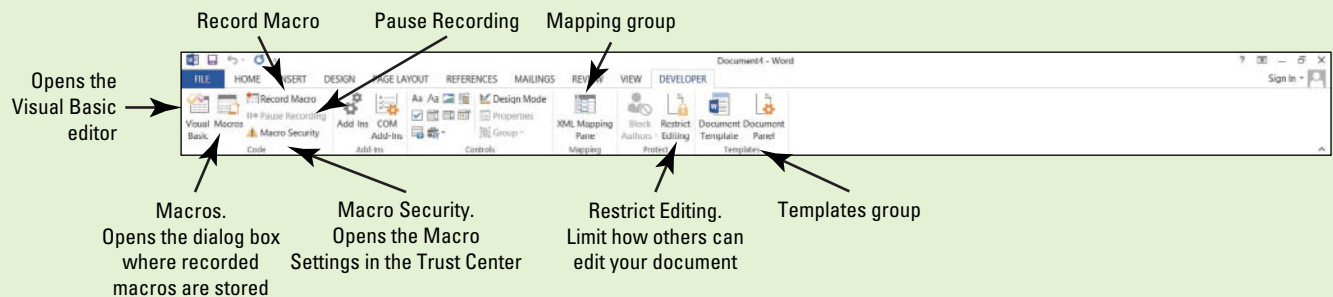 Record Macro Pause Recording Mapping group
Opens the
Visual Basic
editor
Document4 - Word
FILE HOME INSERT DESIGN PAGE LAYOUT REFERENCES MAILINGS REVIEW VIEW DEVELOPER Sign in
Visual
Basic
Macros
Record Macro
Pause Recording
Macro Security
Code
Add-Ins
COM
Add-Ins
Add-Ins
Aa Aa
Design Mode
Properties
Group
Controls
XML Mapping
Pane
Mapping
Block
Authors
Restrict
Editing
Protect
Document
Template
Document
Panel
Templates
Macros.
Opens the dialog box
where recorded
macros are stored
Macro Security.
Opens the Macro
Settings in the Trust Center
Restrict Editing.
Limit how others can
edit your document
Templates group